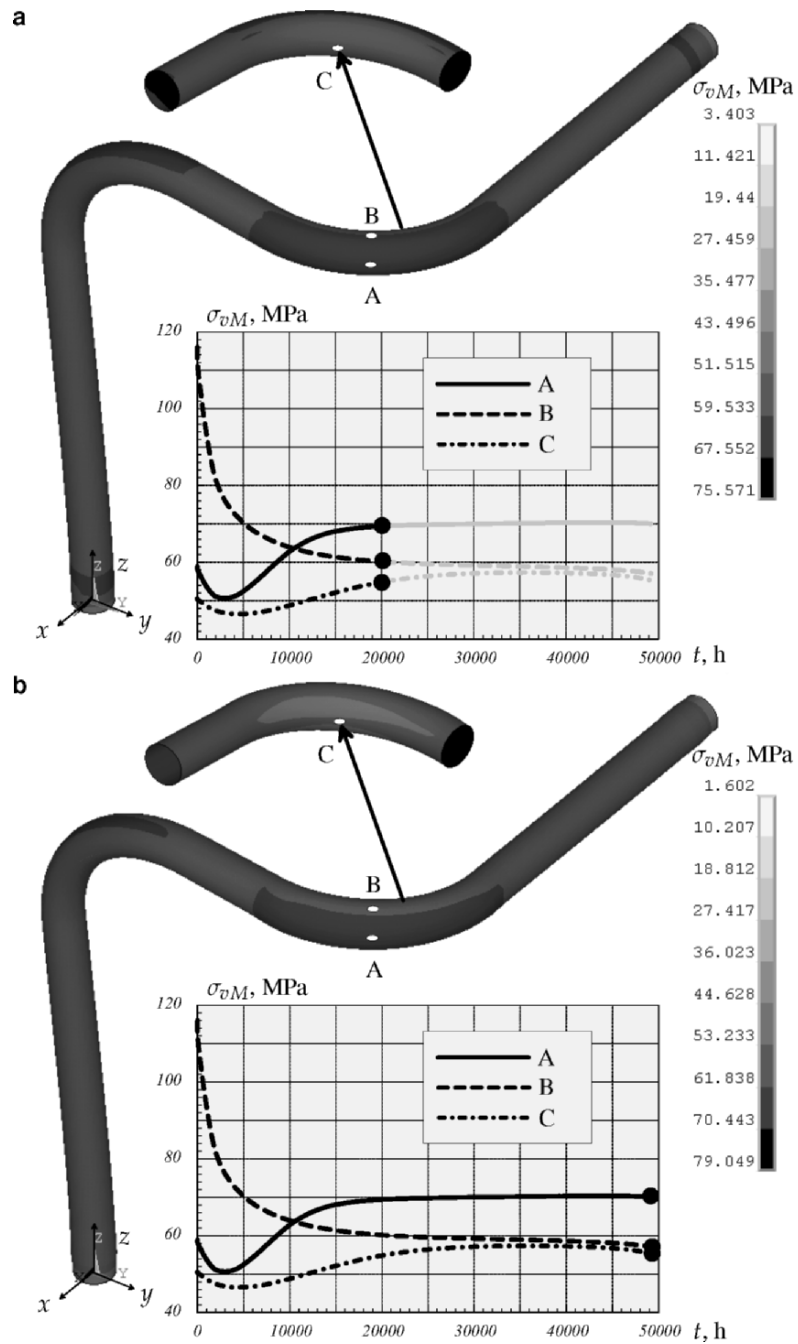 a
C
σvM, MPa
3.403
11.421
19.44
27.459
35.477
43.496
51.515
59.533
67.552
75.571
B
A
σvM, MPa
120
100
80
60
40
A
B
C
0 10000 20000 30000 40000 50000 t, h
Z z
Y
x y
b
C
σvM, MPa
1.602
10.207
18.812
27.417
36.023
44.628
53.233
61.838
70.443
79.049
B
A
σvM, MPa
120
100
80
60
40
A
B
C
0 10000 20000 30000 40000 50000 t, h
Z z
Y
x y